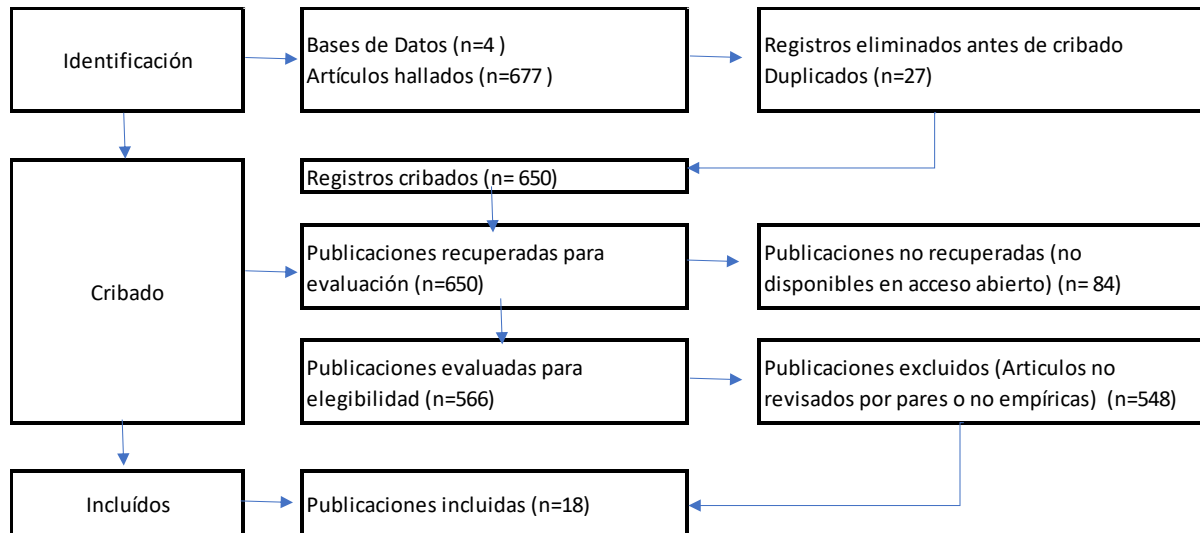 Identificación
Bases de Datos (n=4 )
Artículos hallados (n=677 )
Registros eliminados antes de cribado
Duplicados (n=27)
Cribado
Registros cribados (n= 650)
Publicaciones recuperadas para
evaluación (n=650)
Publicaciones no recuperadas (no
disponibles en acceso abierto) (n= 84)
Publicaciones evaluadas para
elegibilidad (n=566)
Publicaciones excluidos (Articulos no
revisados por pares o no empíricas) (n=548)
Incluídos
Publicaciones incluidas (n=18)